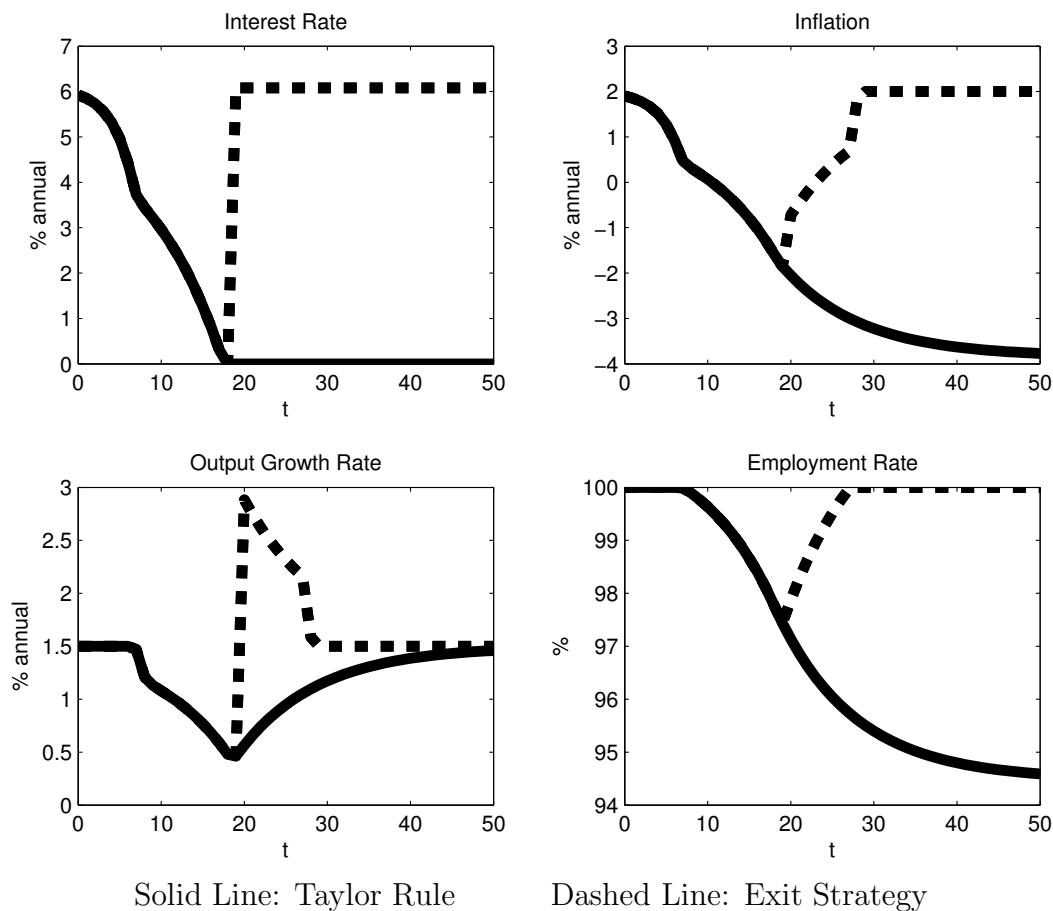 Interest Rate
7
6
5
4
3
2
1
0
% annual
0 10 20 30 40 50
t
Inflation
3
2
1
0
−1
−2
−3
−4
% annual
0 10 20 30 40 50
t
Output Growth Rate
3
2.5
2
1.5
1
0.5
0
% annual
0 10 20 30 40 50
t
Employment Rate
100
99
98
97
96
95
94
%
0 10 20 30 40 50
t
Solid Line: Taylor Rule Dashed Line: Exit Strategy